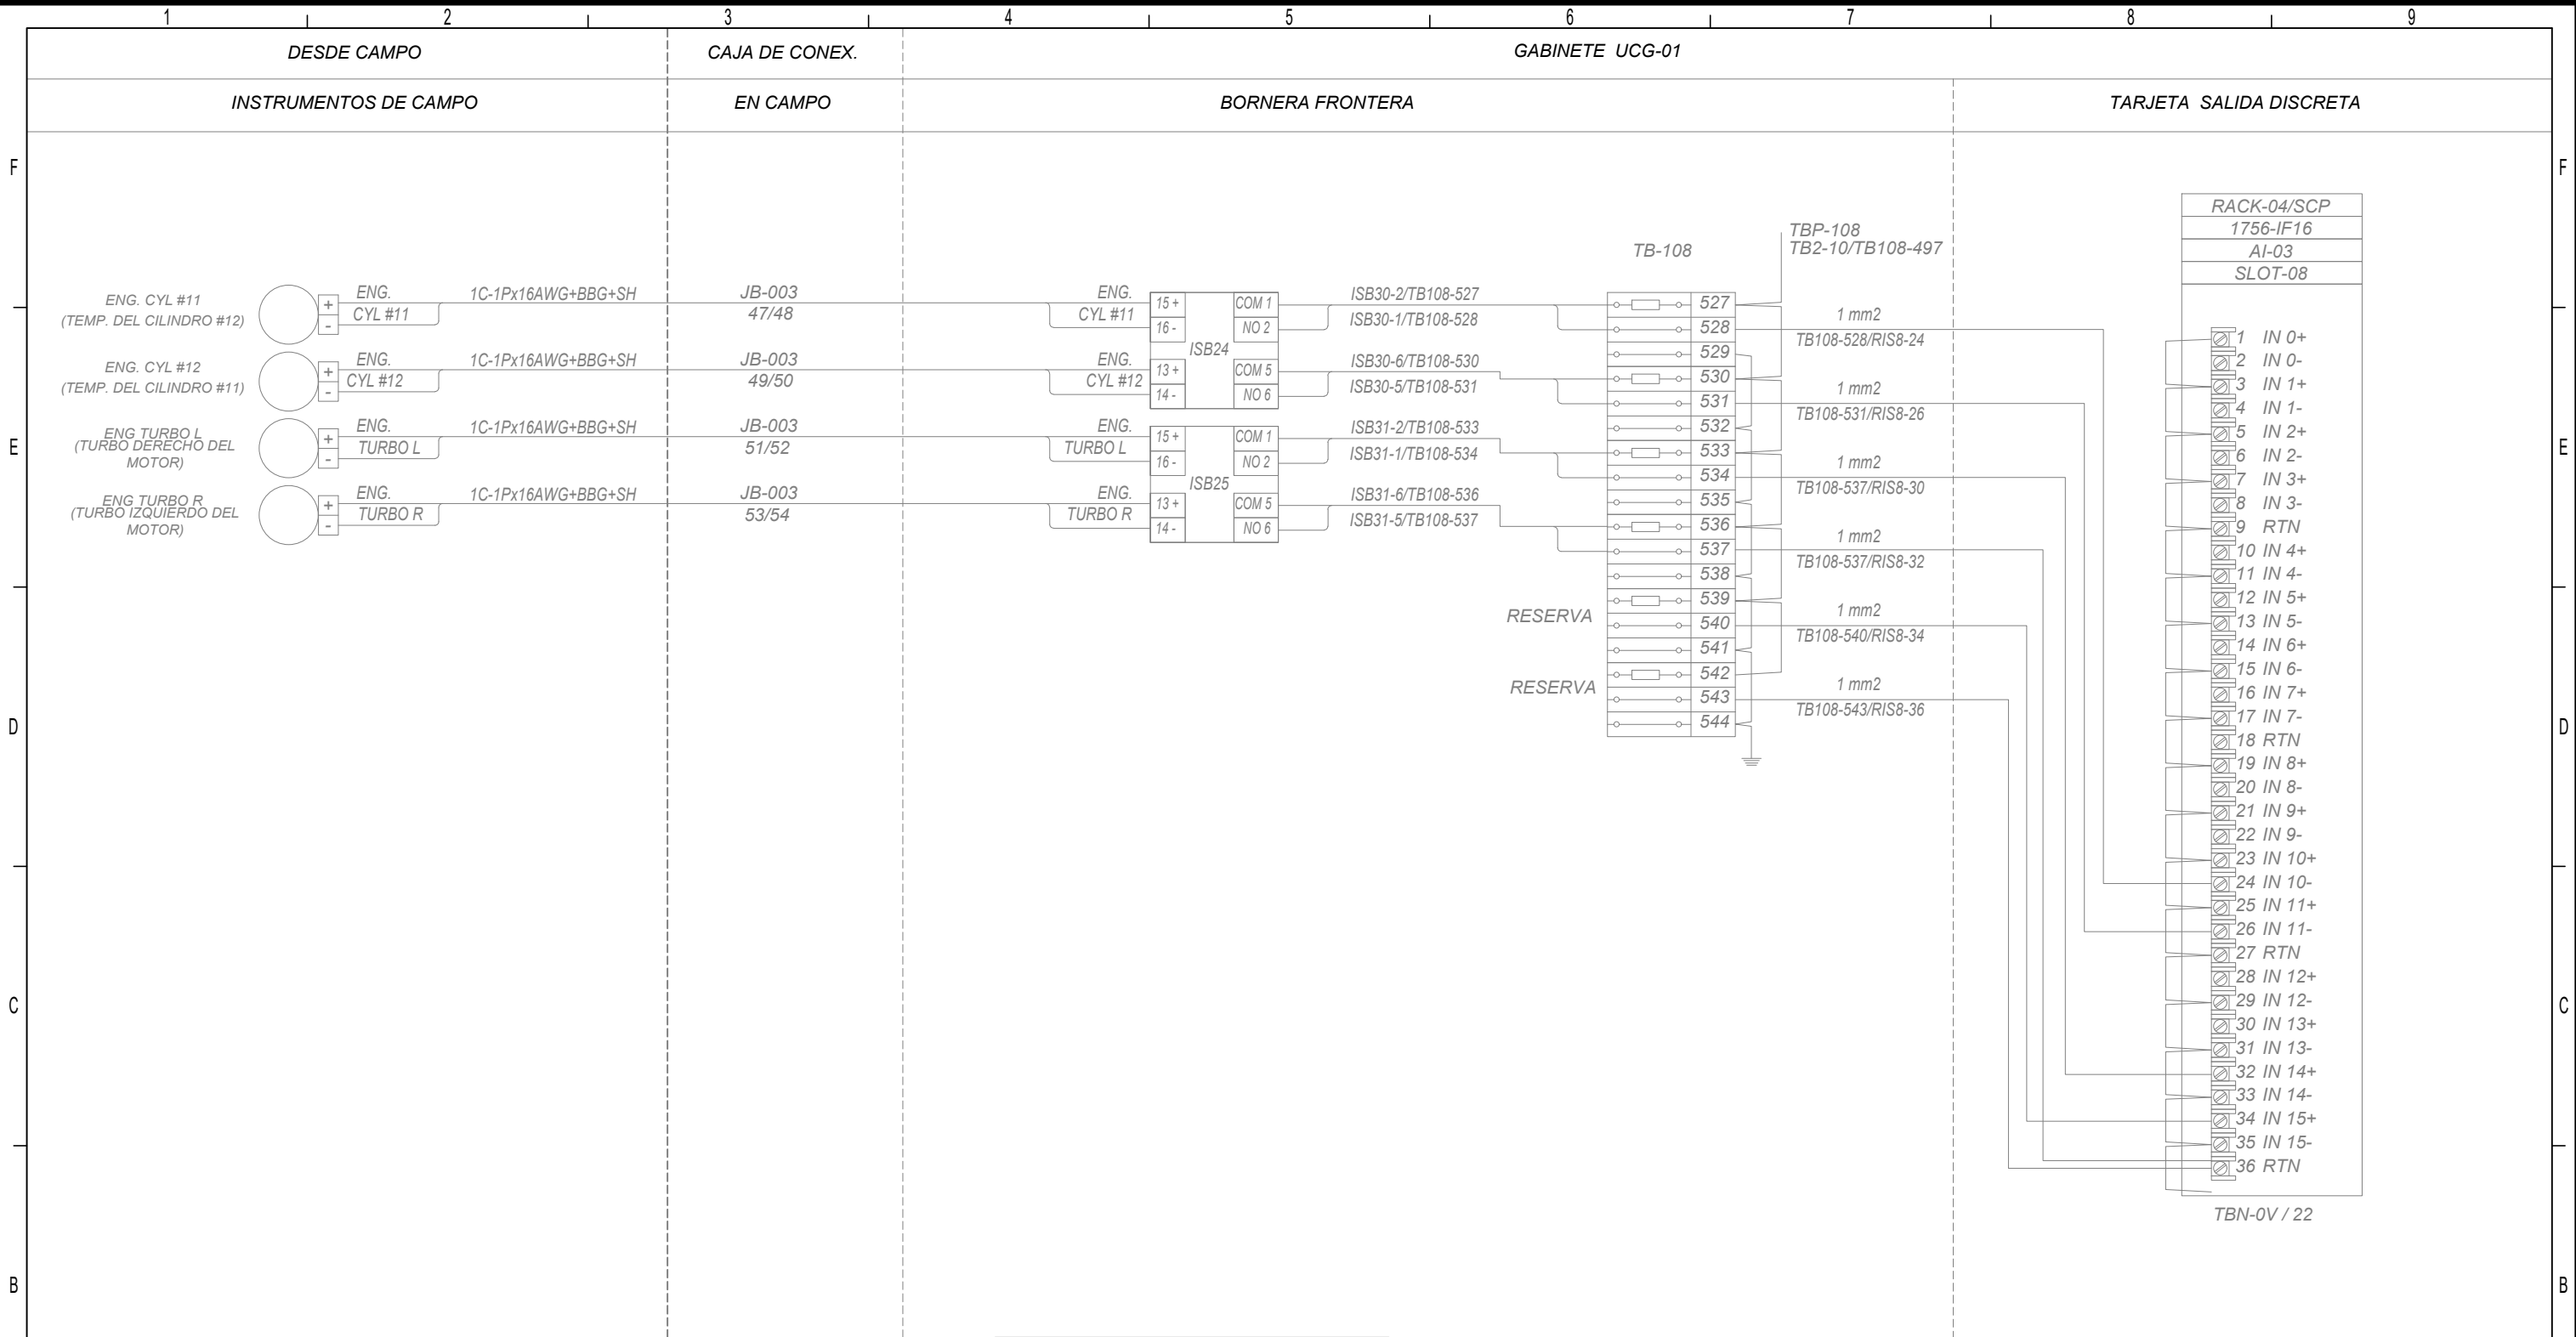 1 2 3 4 5 6 7 8 9
DESDE CAMPO
CAJA DE CONEX.
GABINETE UCG-01
INSTRUMENTOS DE CAMPO
EN CAMPO
BORNERA FRONTERA
TARJETA SALIDA DISCRETA
F
F
E
E
D
D
C
C
B
B
ENG. CYL #11
(TEMP. DEL CILINDRO #12)
+
-
ENG.
CYL #11
1C-1Px16AWG+BBG+SH
JB-003
47/48
ENG.
CYL #11
ENG. CYL #12
(TEMP. DEL CILINDRO #11)
+
-
ENG.
CYL #12
1C-1Px16AWG+BBG+SH
JB-003
49/50
ENG.
CYL #12
ENG TURBO L
(TURBO DERECHO DEL
MOTOR)
+
-
ENG.
TURBO L
1C-1Px16AWG+BBG+SH
JB-003
51/52
ENG.
TURBO L
ENG TURBO R
(TURBO IZQUIERDO DEL
MOTOR)
+
-
ENG.
TURBO R
1C-1Px16AWG+BBG+SH
JB-003
53/54
ENG.
TURBO R
15 +
16 -
13 +
14 -
ISB24
COM 1
NO 2
COM 5
NO 6
15 +
16 -
13 +
14 -
ISB25
COM 1
NO 2
COM 5
NO 6
ISB30-2/TB108-527
ISB30-1/TB108-528
ISB30-6/TB108-530
ISB30-5/TB108-531
ISB31-2/TB108-533
ISB31-1/TB108-534
ISB31-6/TB108-536
ISB31-5/TB108-537
RESERVA
RESERVA
TB-108
527
528
529
530
531
532
533
534
535
536
537
538
539
540
541
542
543
544
TBP-108
TB2-10/TB108-497
1 mm2
TB108-528/RIS8-24
1 mm2
TB108-531/RIS8-26
1 mm2
TB108-537/RIS8-30
1 mm2
TB108-537/RIS8-32
1 mm2
TB108-540/RIS8-34
1 mm2
TB108-543/RIS8-36
RACK-04/SCP
1756-IF16
AI-03
SLOT-08
1 IN 0+
2 IN 0-
3 IN 1+
4 IN 1-
5 IN 2+
6 IN 2-
7 IN 3+
8 IN 3-
9 RTN
10 IN 4+
11 IN 4-
12 IN 5+
13 IN 5-
14 IN 6+
15 IN 6-
16 IN 7+
17 IN 7-
18 RTN
19 IN 8+
20 IN 8-
21 IN 9+
22 IN 9-
23 IN 10+
24 IN 10-
25 IN 11+
26 IN 11-
27 RTN
28 IN 12+
29 IN 12-
30 IN 13+
31 IN 13-
32 IN 14+
33 IN 14-
34 IN 15+
35 IN 15-
36 RTN
TBN-0V / 22